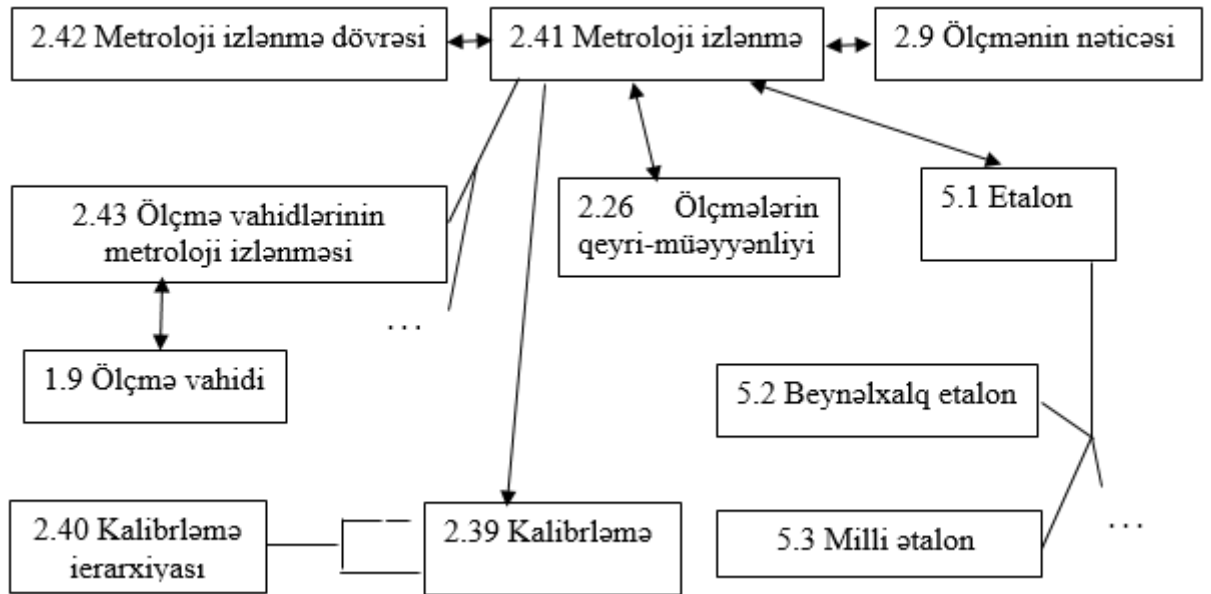 2.42 Metroloji izlənmə dövrəsi
2.41 Metroloji izlənmə
2.9 Ölçmənin nəticəsi
2.43 Ölçmə vahidlərinin
metroloji izlənməsi
2.26 Ölçmələrin
qeyri-müəyyənliyi
5.1 Etalon
...
1.9 Ölçmə vahidi
5.2 Beynəlxalq etalon
2.40 Kalibrləmə
ierarxiyası
2.39 Kalibrləmə
5.3 Milli ətalon
...